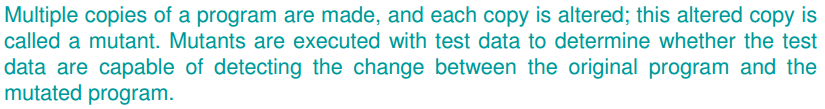 Multiple copies of a program are made, and each copy is altered; this altered copy is
called a mutant. Mutants are executed with test data to determine whether the test
data are capable of detecting the change between the original program and the
mutated program.